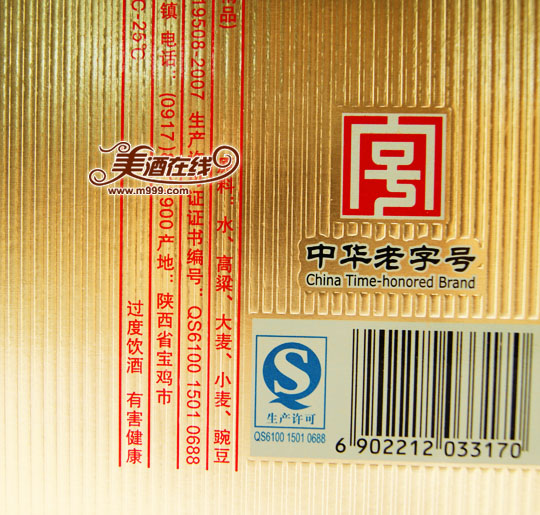 品)
料：水、高粱、大麦、小麦、豌豆
19508-2007 生产
证证书编号：QS6100 1501 0688
镇 电话：(0917)
900 产地：陕西省宝鸡市
℃-25℃
过度饮酒 有害健康
美酒在线
www.m999.com
中华老字号
China Time-honored Brand
生产许可
QS6100 1501 0688
6 902212 033170